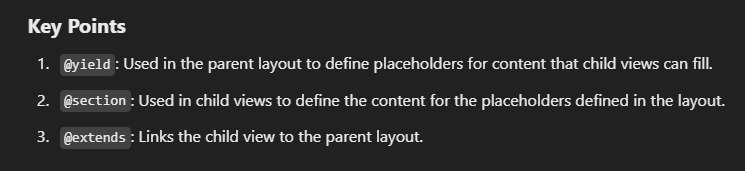 Key Points
1. @yield: Used in the parent layout to define placeholders for content that child views can fill.
2. @section: Used in child views to define the content for the placeholders defined in the layout.
3. @extends: Links the child view to the parent layout.